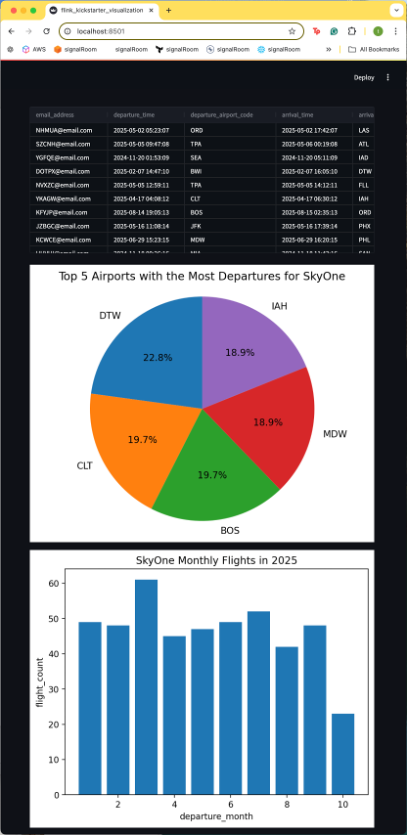 flink_kickstarter_visualization
localhost:8501
AWS signalRoom signalRoom signalRoom signalRoom signalRoom All Bookmarks
Deploy
email_address departure_time departure_airport_code arrival_time arriva
NHMUA@email.com 2025-05-02 05:23:07 ORD 2025-05-02 17:42:07 LAS
SZCNH@email.com 2025-05-05 09:47:08 TPA 2025-05-06 00:19:08 ATL
YGFQE@email.com 2024-11-20 01:53:09 SEA 2024-11-20 05:11:09 IAD
DOTPX@email.com 2025-02-07 14:47:10 BWI 2025-02-07 16:05:10 DTW
NVXZC@email.com 2025-05-05 12:59:11 TPA 2025-05-05 14:12:11 FLL
YKAGW@email.com 2025-04-17 04:08:12 CLT 2025-04-17 06:30:12 IAH
KFYJP@email.com 2025-08-14 19:05:13 BOS 2025-08-15 02:35:13 ORD
JZBGC@email.com 2025-05-16 11:08:14 JFK 2025-05-16 17:39:14 PHX
KCWCE@email.com 2025-06-29 15:23:15 MDW 2025-06-29 16:20:15 PHL
Top 5 Airports with the Most Departures for SkyOne
IAH
DTW
22.8%
18.9%
18.9%
MDW
19.7%
CLT
19.7%
BOS
SkyOne Monthly Flights in 2025
60
50
40
30
20
10
0
flight_count
2 4 6 8 10
departure_month